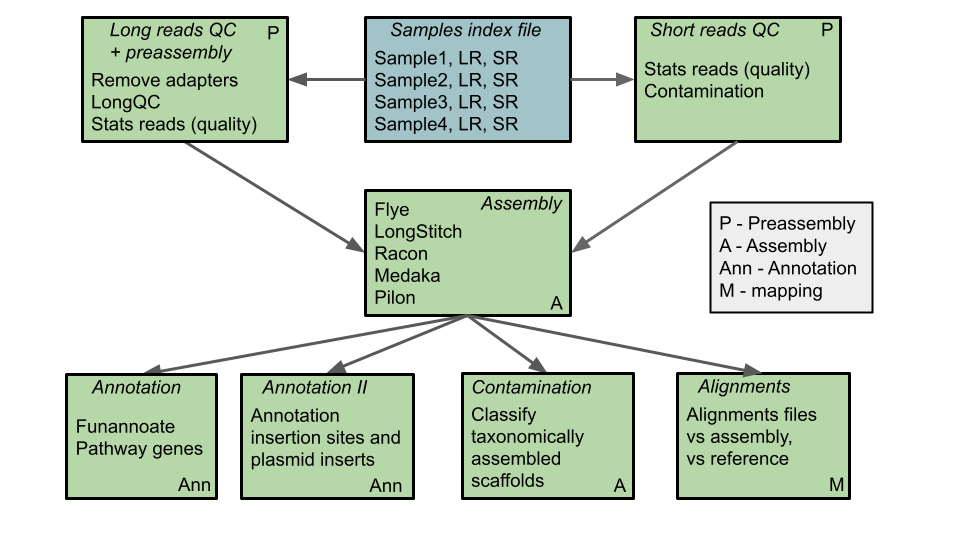 Long reads QC P
+ preassembly
Remove adapters
LongQC
Stats reads (quality)
Samples index file
Sample1, LR, SR
Sample2, LR, SR
Sample3, LR, SR
Sample4, LR, SR
Short reads QC P
Stats reads (quality)
Contamination
Assembly
Flye
LongStitch
Racon
Medaka
Pilon
A
P - Preassembly
A - Assembly
Ann - Annotation
M - mapping
Annotation
Funannoate
Pathway genes
Ann
Annotation II
Annotation
insertion sites and
plasmid inserts
Ann
Contamination
Classify
taxonomically
assembled
scaffolds
A
Alignments
Alignments files
vs assembly,
vs reference
M